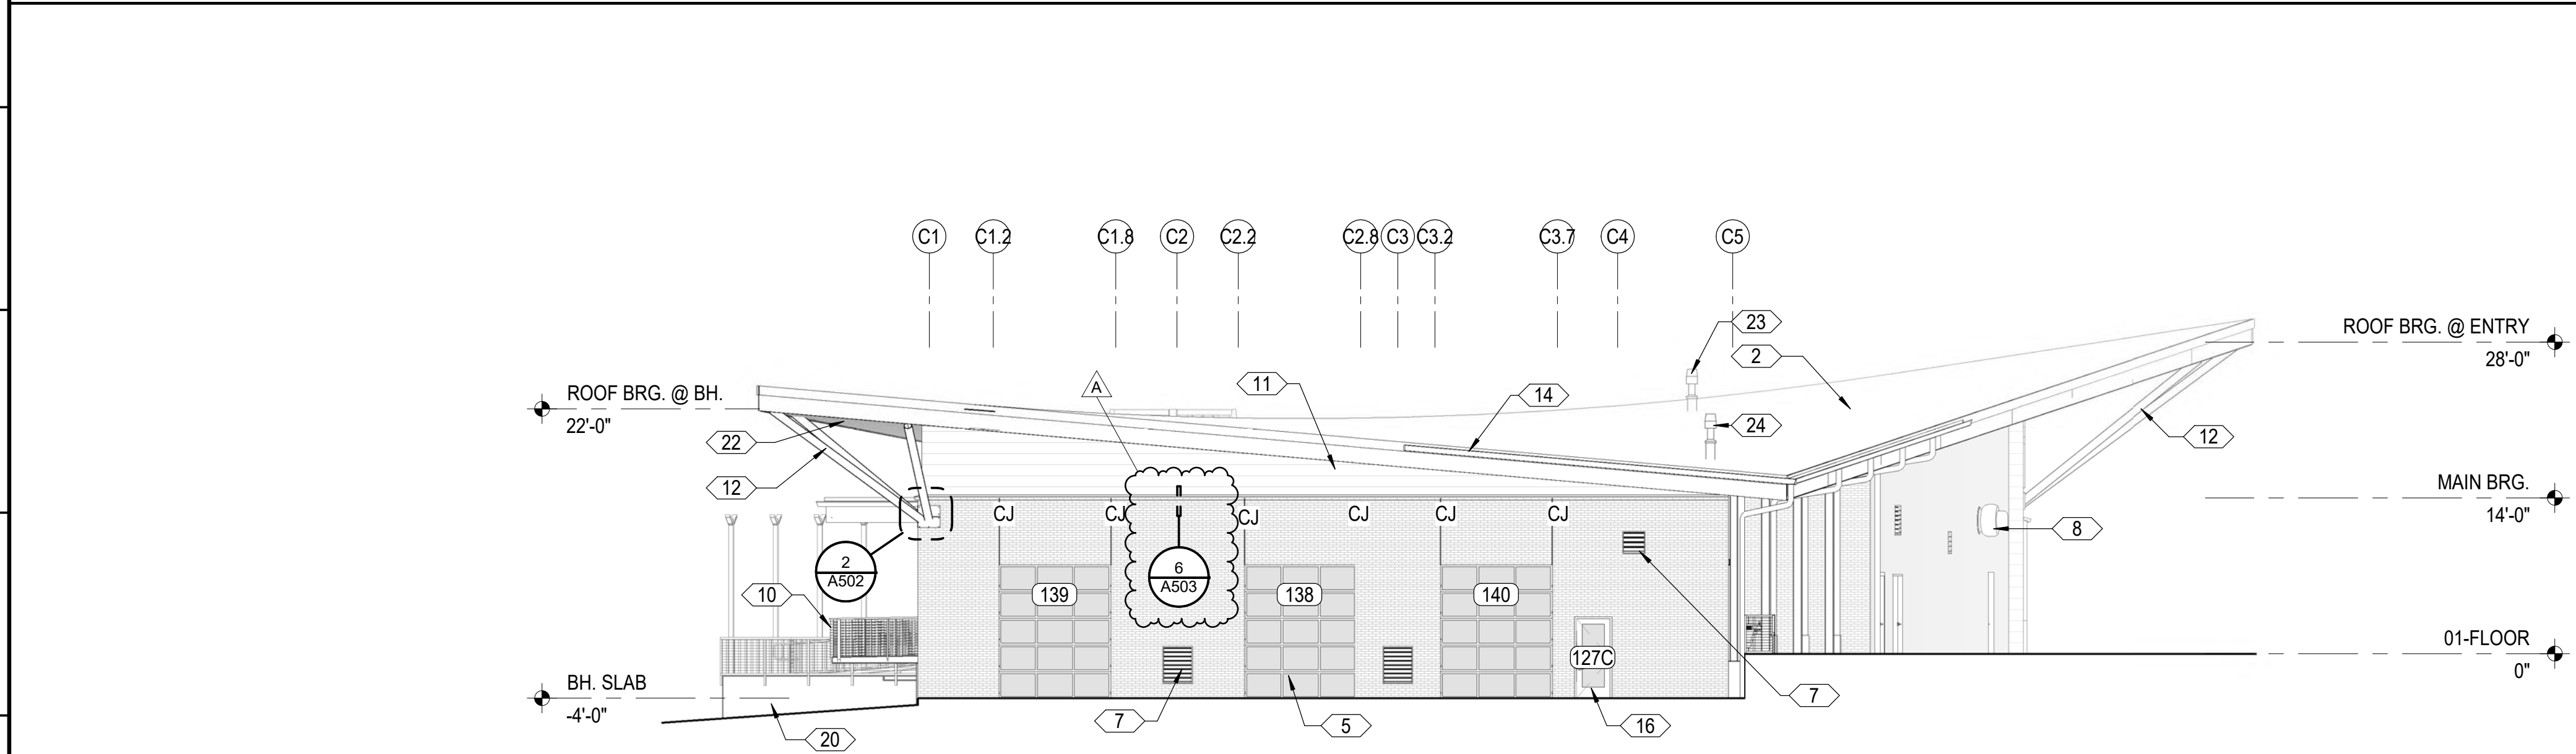 C1 C1.2 C1.8 C2 C2.2 C2.8 C3 C3.2 C3.7 C4 C5
23
ROOF BRG. @ ENTRY
2
28'-0"
A
11
14
ROOF BRG. @ BH.
22'-0"
24
22
12
12
MAIN BRG.
14'-0"
CJ CJ CJ CJ CJ CJ
8
2
A502
6
A503
10
139
138
140
127C
01-FLOOR
0"
BH. SLAB
-4'-0"
7
7
5
16
20